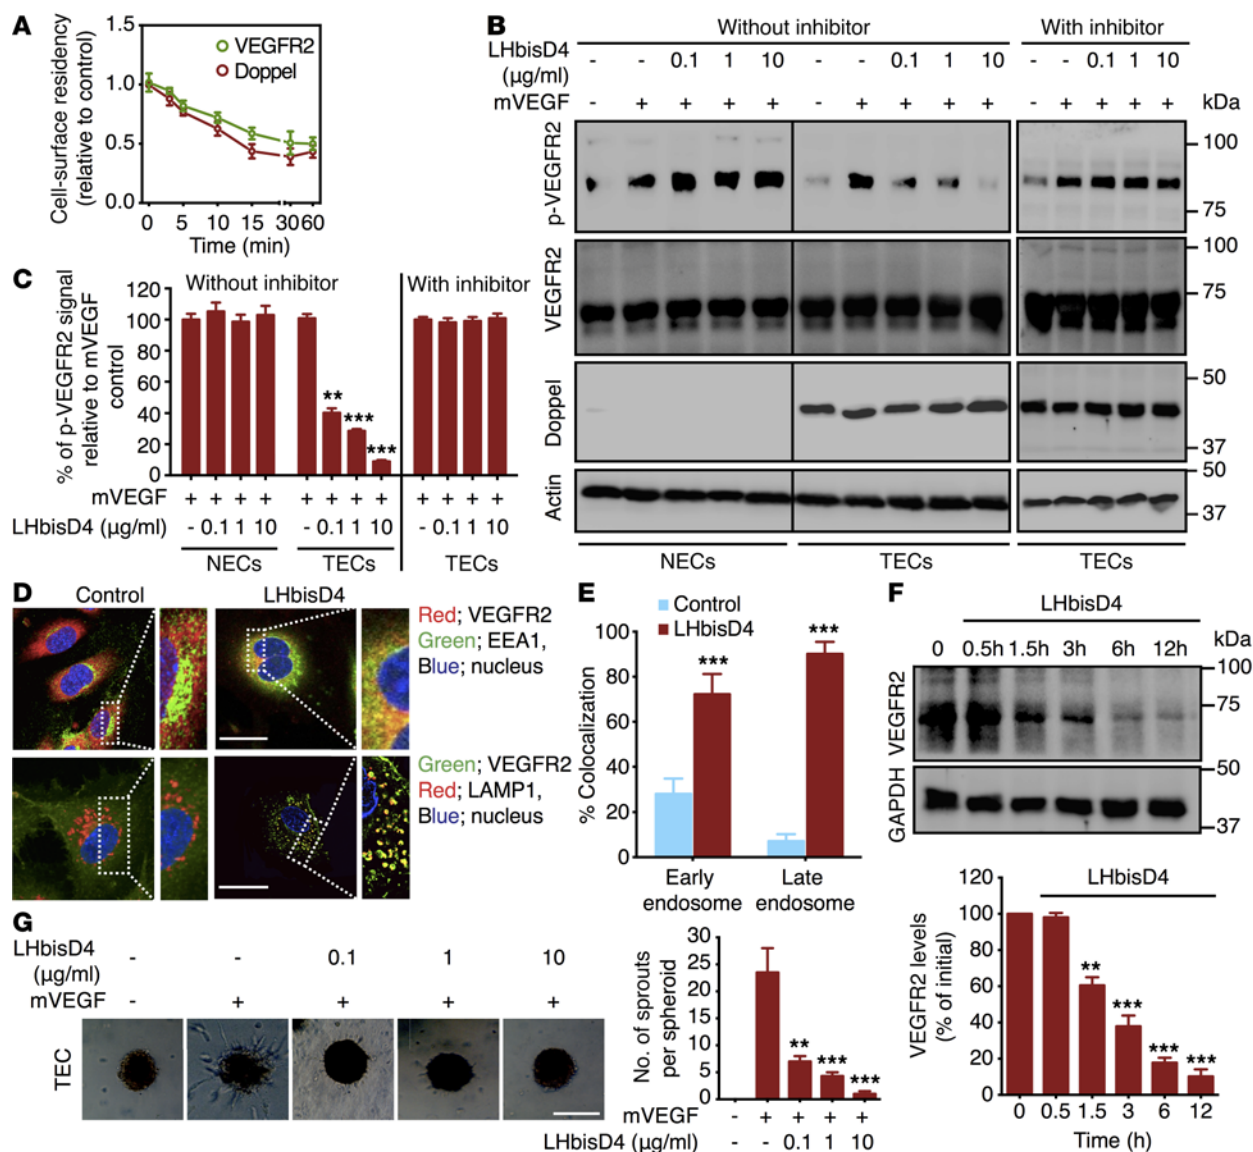 A
1.5
1.0
0.5
0.0
Cell-surface residency
(relative to control)
VEGFR2
Doppel
0 5 10 15 30 60
Time (min)
B
Without inhibitor
With inhibitor
LHbisD4
(µg/ml)
- - 0.1 1 10 - - 0.1 1 10 - - 0.1 1 10
mVEGF
- + + + + - + + + + - + + + +
kDa
p-VEGFR2
100
75
VEGFR2
100
75
Doppel
50
37
Actin
50
37
NECs
TECs
TECs
C
Without inhibitor
With inhibitor
% of p-VEGFR2 signal
relative to mVEGF
control
120
100
80
60
40
20
0
**
***
***
mVEGF
+ + + + + + + + + + + +
LHbisD4 (µg/ml)
- 0.1 1 10 - 0.1 1 10 - 0.1 1 10
NECs
TECs
TECs
D
Control
LHbisD4
Red; VEGFR2
Green; EEA1,
Blue; nucleus
Green; VEGFR2
Red; LAMP1,
Blue; nucleus
E
Control
LHbisD4
% Colocalization
100
80
60
40
20
0
***
***
Early
endosome
Late
endosome
F
LHbisD4
0 0.5h 1.5h 3h 6h 12h
kDa
VEGFR2
100
75
GAPDH
50
37
LHbisD4
VEGFR2 levels
(% of initial)
120
100
80
60
40
20
0
**
***
***
***
0 0.5 1.5 3 6 12
Time (h)
G
LHbisD4
(µg/ml)
- - 0.1 1 10
mVEGF
- + + + +
TEC
No. of sprouts
per spheroid
30
25
20
15
10
5
0
**
***
***
mVEGF
- + + + +
LHbisD4 (µg/ml)
- - 0.1 1 10